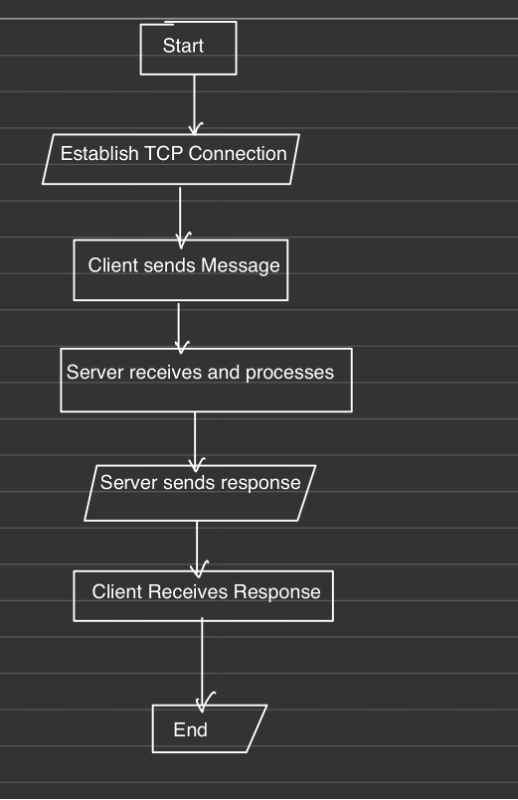 Start
Establish TCP Connection
Client sends Message
Server receives and processes
Server sends response
Client Receives Response
End